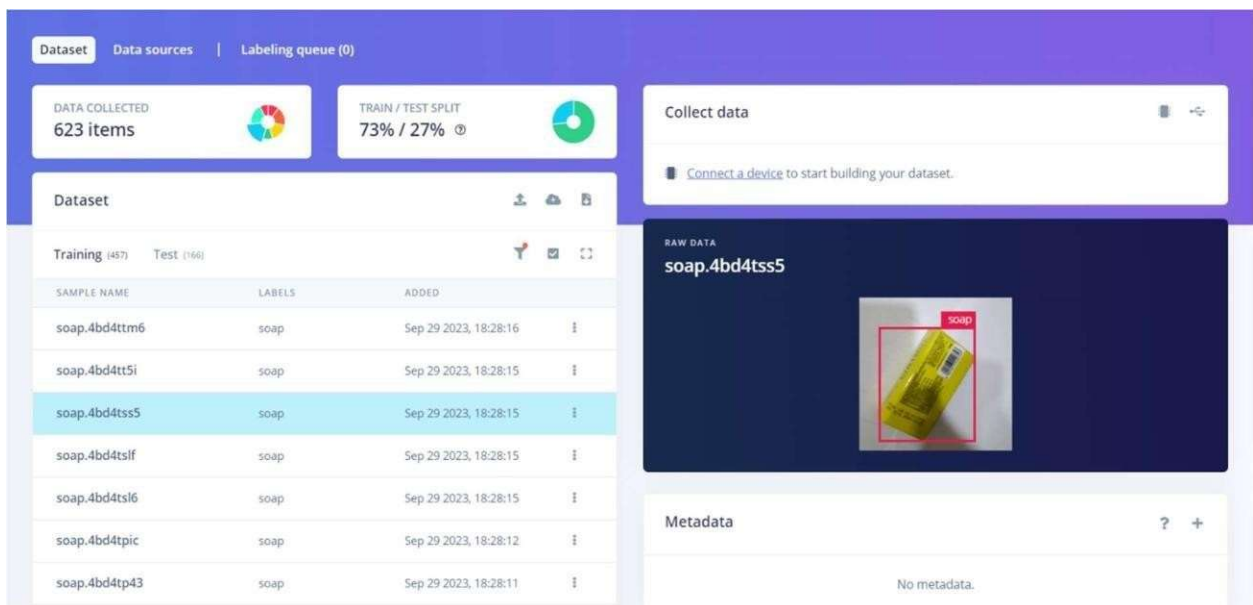 Dataset Data sources | Labeling queue (0)
DATA COLLECTED
623 items
TRAIN / TEST SPLIT
73% / 27% ?
Dataset
Training (457) Test (166)
SAMPLE NAME LABELS ADDED
soap.4bd4ttm6 soap Sep 29 2023, 18:28:16
soap.4bd4tt5i soap Sep 29 2023, 18:28:15
soap.4bd4tss5 soap Sep 29 2023, 18:28:15
soap.4bd4tslf soap Sep 29 2023, 18:28:15
soap.4bd4tsl6 soap Sep 29 2023, 18:28:15
soap.4bd4tpic soap Sep 29 2023, 18:28:12
soap.4bd4tp43 soap Sep 29 2023, 18:28:11
Collect data
Connect a device to start building your dataset.
RAW DATA
soap.4bd4tss5
soap
Metadata ? +
No metadata.